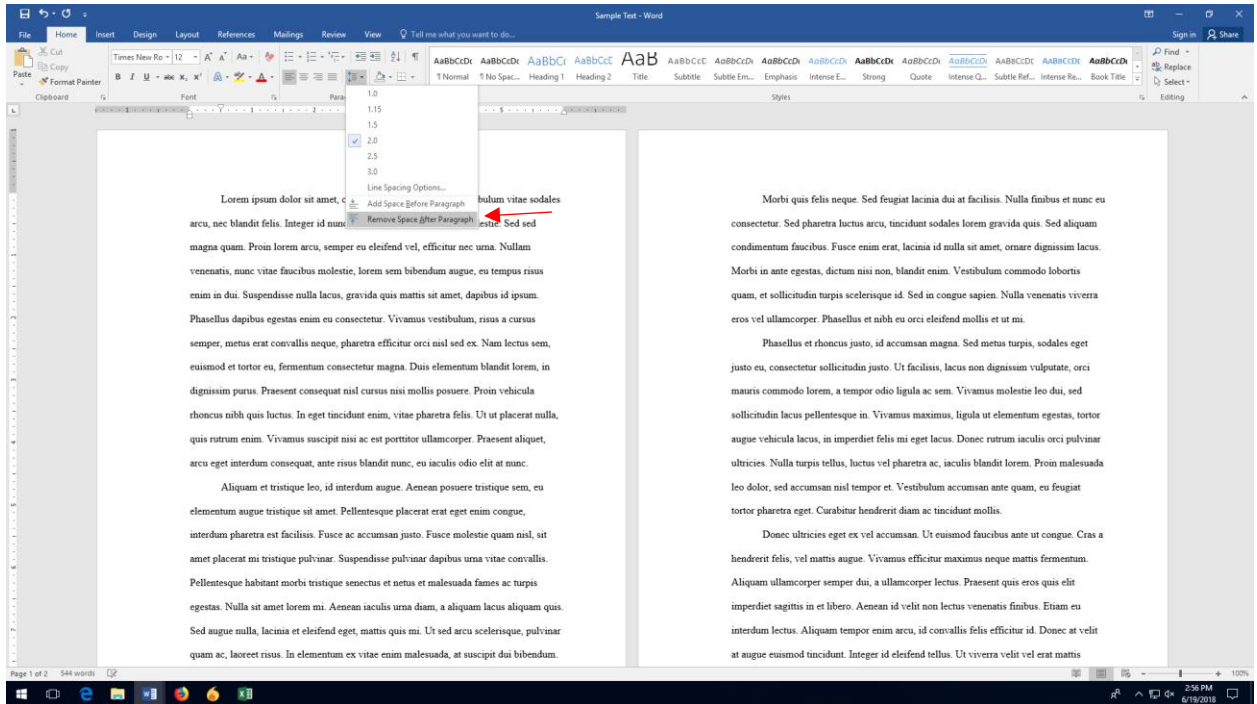 Sample Text - Word
File Home Insert Design Layout References Mailings Review View Tell me what you want to do... Sign in Share
Cut
Copy
Format Painter
Paste
Clipboard
Times New Ro 12
Font
Para
AaBbCcDc AaBbCcDc AaBbCc AaBbCcC AaB AaBbCcC AaBbCcDc AaBbCcDc AaBbCcDc AaBbCcDc AaBbCcDc AaBbCcDc AaBbCcDc AaBbCcDc AaBbCcDc
¶ Normal ¶ No Spac... Heading 1 Heading 2 Title Subtitle Subtle Em... Emphasis Intense E... Strong Quote Intense Q... Subtle Ref... Intense Re... Book Title
Styles
Find
Replace
Select
Editing
1.0
1.15
1.5
2.0
2.5
3.0
Line Spacing Options...
Add Space Before Paragraph
Remove Space After Paragraph
Lorem ipsum dolor sit amet, c bulum vitae sodales
arcu, nec blandit felis. Integer id nunc estie. Sed sed
magna quam. Proin lorem arcu, semper eu eleifend vel, efficitur nec urna. Nullam
venenatis, nunc vitae faucibus molestie, lorem sem bibendum augue, eu tempus risus
enim in dui. Suspendisse nulla lacus, gravida quis mattis sit amet, dapibus id ipsum.
Phasellus dapibus egestas enim eu consectetur. Vivamus vestibulum, risus a cursus
semper, metus erat convallis neque, pharetra efficitur orci nisl sed ex. Nam lectus sem,
euismod et tortor eu, fermentum consectetur magna. Duis elementum blandit lorem, in
dignissim purus. Praesent consequat nisl cursus nisi mollis posuere. Proin vehicula
rhoncus nibh quis luctus. In eget tincidunt enim, vitae pharetra felis. Ut ut placerat nulla,
quis rutrum enim. Vivamus suscipit nisi ac est porttitor ullamcorper. Praesent aliquet,
arcu eget interdum consequat, ante risus blandit nunc, eu iaculis odio elit at nunc.
Aliquam et tristique leo, id interdum augue. Aenean posuere tristique sem, eu
elementum augue tristique sit amet. Pellentesque placerat erat eget enim congue,
interdum pharetra est facilisis. Fusce ac accumsan justo. Fusce molestie quam nisl, sit
amet placerat mi tristique pulvinar. Suspendisse pulvinar dapibus urna vitae convallis.
Pellentesque habitant morbi tristique senectus et netus et malesuada fames ac turpis
egestas. Nulla sit amet lorem mi. Aenean iaculis urna diam, a aliquam lacus aliquam quis.
Sed augue nulla, lacinia et eleifend eget, mattis quis mi. Ut sed arcu scelerisque, pulvinar
quam ac, laoreet risus. In elementum ex vitae enim malesuada, at suscipit dui bibendum.
Morbi quis felis neque. Sed feugiat lacinia dui at facilisis. Nulla finibus et nunc eu
consectetur. Sed pharetra luctus arcu, tincidunt sodales lorem gravida quis. Sed aliquam
condimentum faucibus. Fusce enim erat, lacinia id nulla sit amet, ornare dignissim lacus.
Morbi in ante egestas, dictum nisi non, blandit enim. Vestibulum commodo lobortis
quam, et sollicitudin turpis scelerisque id. Sed in congue sapien. Nulla venenatis viverra
eros vel ullamcorper. Phasellus et nibh eu orci eleifend mollis et ut mi.
Phasellus et rhoncus justo, id accumsan magna. Sed metus turpis, sodales eget
justo eu, consectetur sollicitudin justo. Ut facilisis, lacus non dignissim vulputate, orci
mauris commodo lorem, a tempor odio ligula ac sem. Vivamus molestie leo dui, sed
sollicitudin lacus pellentesque in. Vivamus maximus, ligula ut elementum egestas, tortor
augue vehicula lacus, in imperdiet felis mi eget lacus. Donec rutrum iaculis orci pulvinar
ultricies. Nulla turpis tellus, luctus vel pharetra ac, iaculis blandit lorem. Proin malesuada
leo dolor, sed accumsan nisl tempor et. Vestibulum accumsan ante quam, eu feugiat
tortor pharetra eget. Curabitur hendrerit diam ac tincidunt mollis.
Donec ultricies eget ex vel accumsan. Ut euismod faucibus ante ut congue. Cras a
hendrerit felis, vel mattis augue. Vivamus efficitur maximus neque mattis fermentum.
Aliquam ullamcorper semper dui, a ullamcorper lectus. Praesent quis eros quis elit
imperdiet sagittis in et libero. Aenean id velit non lectus venenatis finibus. Etiam eu
interdum lectus. Aliquam tempor enim arcu, id convallis felis efficitur id. Donec at velit
at augue euismod tincidunt. Integer id eleifend tellus. Ut viverra velit vel erat mattis
Page 1 of 2 544 words
100%
2:56 PM
6/19/2018